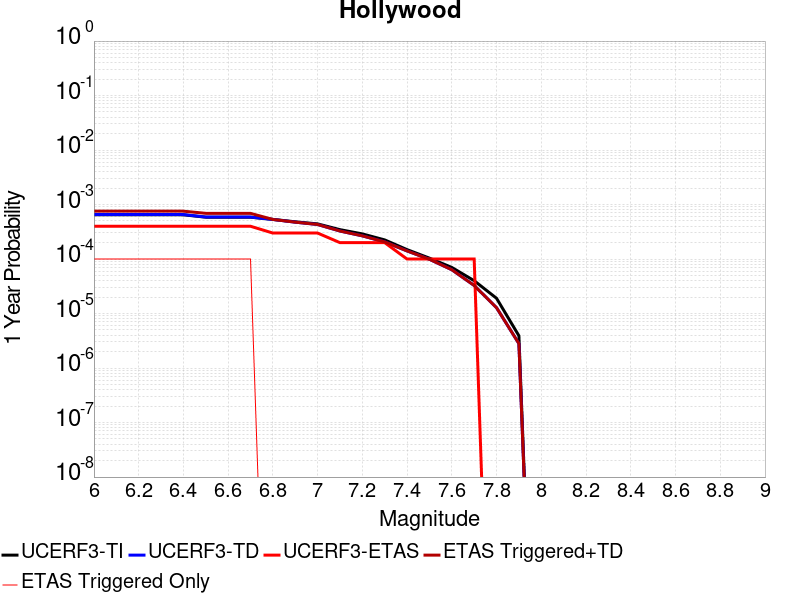 Hollywood
1 Year Probability
10^0
10^-1
10^-2
10^-3
10^-4
10^-5
10^-6
10^-7
10^-8
6 6.2 6.4 6.6 6.8 7 7.2 7.4 7.6 7.8 8 8.2 8.4 8.6 8.8 9
Magnitude
UCERF3-TI UCERF3-TD UCERF3-ETAS ETAS Triggered+TD
ETAS Triggered Only